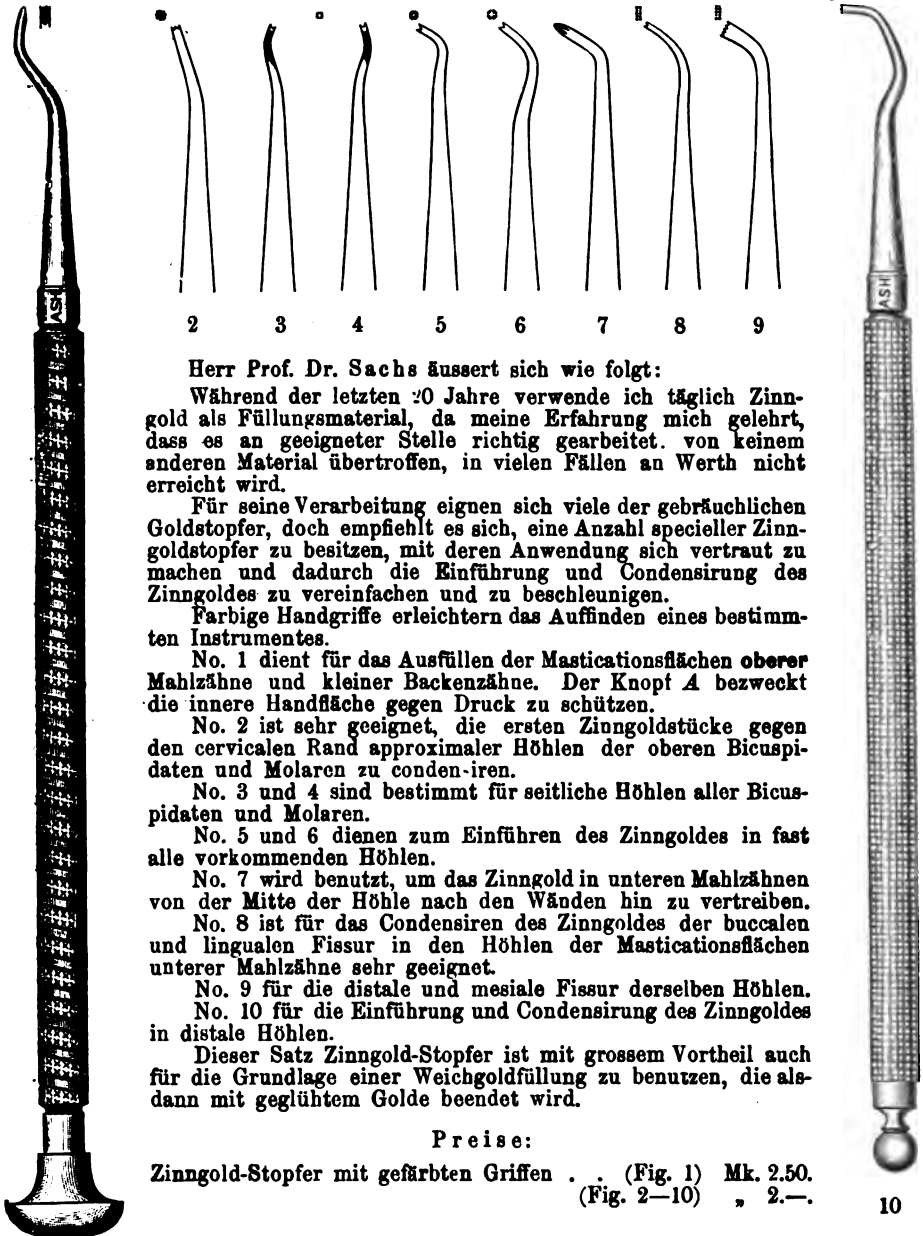 ASH
ASH
2 3 4 5 6 7 8 9
Herr Prof. Dr. Sachs äussert sich wie folgt:
Während der letzten 20 Jahre verwende ich täglich Zinn-
gold als Füllungsmaterial, da meine Erfahrung mich gelehrt,
dass es an geeigneter Stelle richtig gearbeitet. von keinem
anderen Material übertroffen, in vielen Fällen an Werth nicht
erreicht wird.
Für seine Verarbeitung eignen sich viele der gebräuchlichen
Goldstopfer, doch empfiehlt es sich, eine Anzahl specieller Zinn-
goldstopfer zu besitzen, mit deren Anwendung sich vertraut zu
machen und dadurch die Einführung und Condensirung des
Zinngoldes zu vereinfachen und zu beschleunigen.
Farbige Handgriffe erleichtern das Auffinden eines bestimm-
ten Instrumentes.
No. 1 dient für das Ausfüllen der Masticationsflächen oberer
Mahlzähne und kleiner Backenzähne. Der Knopf A bezweckt
die innere Handfläche gegen Druck zu schützen.
No. 2 ist sehr geeignet, die ersten Zinngoldstücke gegen
den cervicalen Rand approximaler Höhlen der oberen Bicuspi-
daten und Molaren zu conden-iren.
No. 3 und 4 sind bestimmt für seitliche Höhlen aller Bicus-
pidaten und Molaren.
No. 5 und 6 dienen zum Einführen des Zinngoldes in fast
alle vorkommenden Höhlen.
No. 7 wird benutzt, um das Zinngold in unteren Mahlzähnen
von der Mitte der Höhle nach den Wänden hin zu vertreiben.
No. 8 ist für das Condensiren des Zinngoldes der buccalen
und lingualen Fissur in den Höhlen der Masticationsflächen
unterer Mahlzähne sehr geeignet.
No. 9 für die distale und mesiale Fissur derselben Höhlen.
No. 10 für die Einführung und Condensirung des Zinngoldes
in distale Höhlen.
Dieser Satz Zinngold-Stopfer ist mit grossem Vortheil auch
für die Grundlage einer Weichgoldfüllung zu benutzen, die als-
dann mit geglühtem Golde beendet wird.
Preise:
Zinngold-Stopfer mit gefärbten Griffen . . (Fig. 1) Mk. 2.50.
(Fig. 2—10) „ 2.—.
10